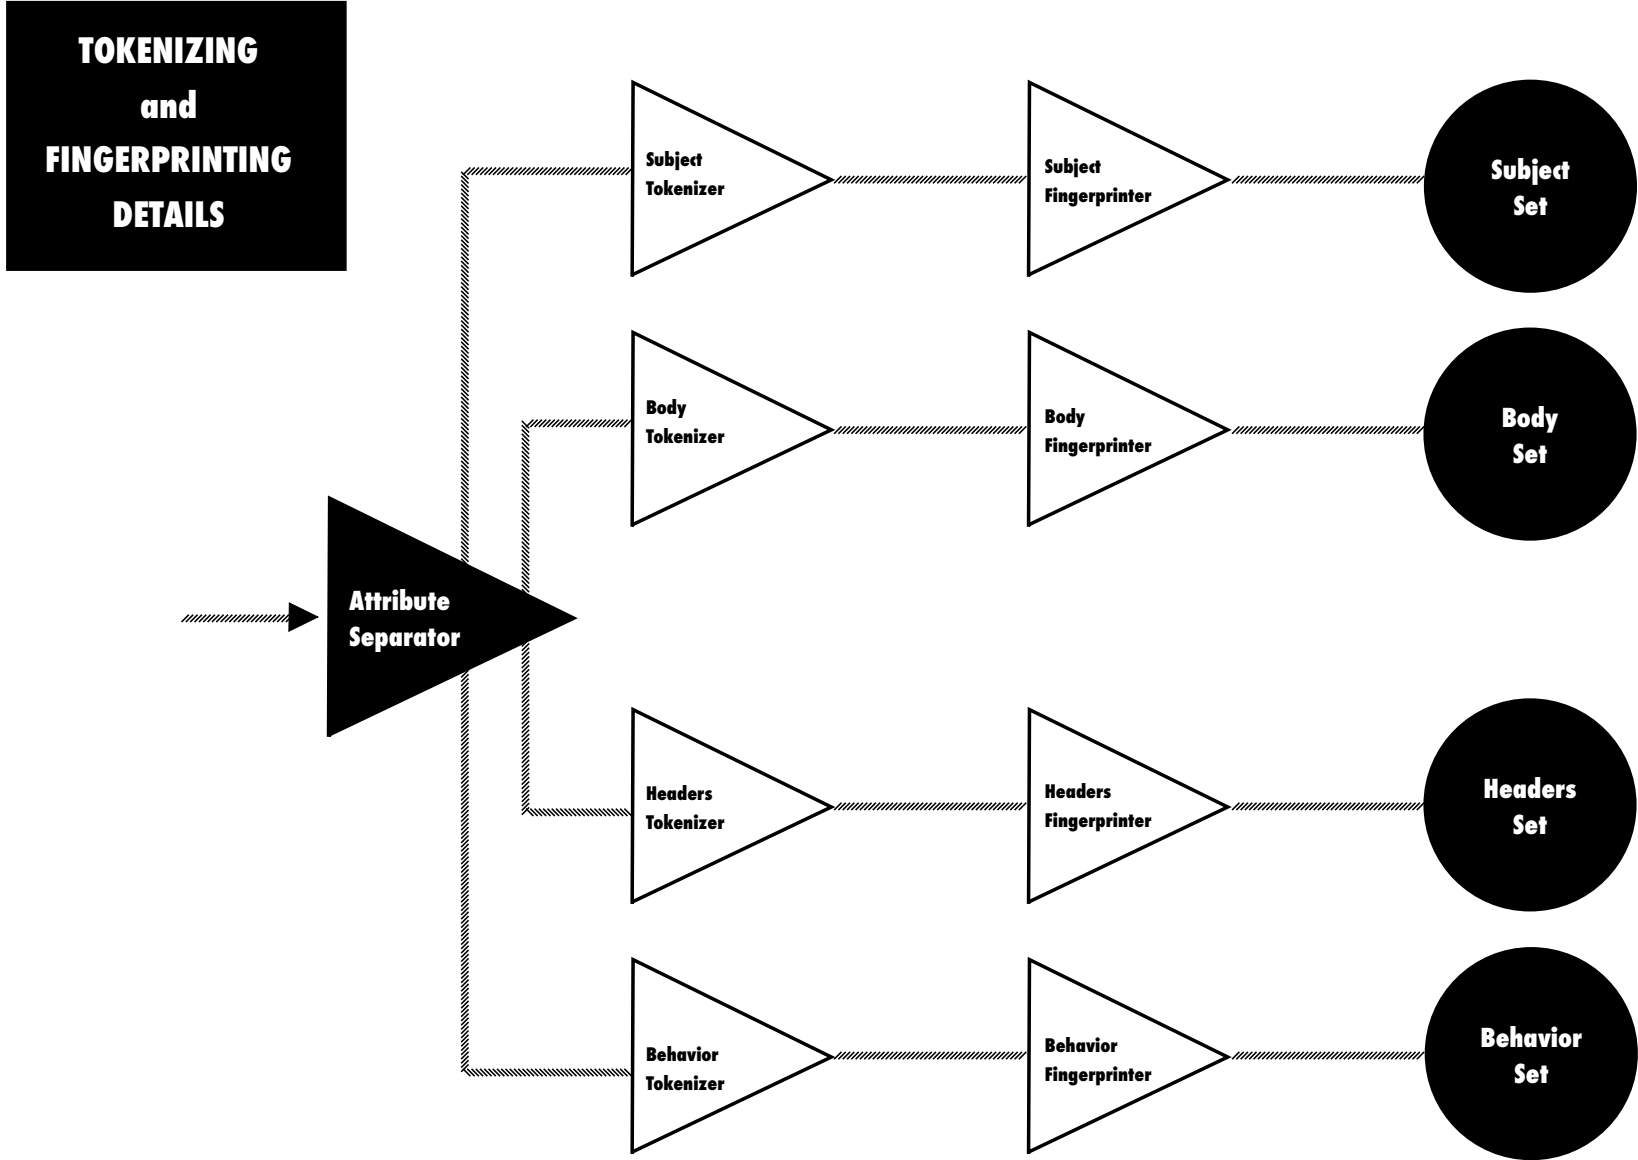 TOKENIZING
and
FINGERPRINTING
DETAILS
Subject
Tokenizer
Subject
Fingerprinter
Subject
Set
Body
Tokenizer
Body
Fingerprinter
Body
Set
Attribute
Separator
Headers
Tokenizer
Headers
Fingerprinter
Headers
Set
Behavior
Tokenizer
Behavior
Fingerprinter
Behavior
Set